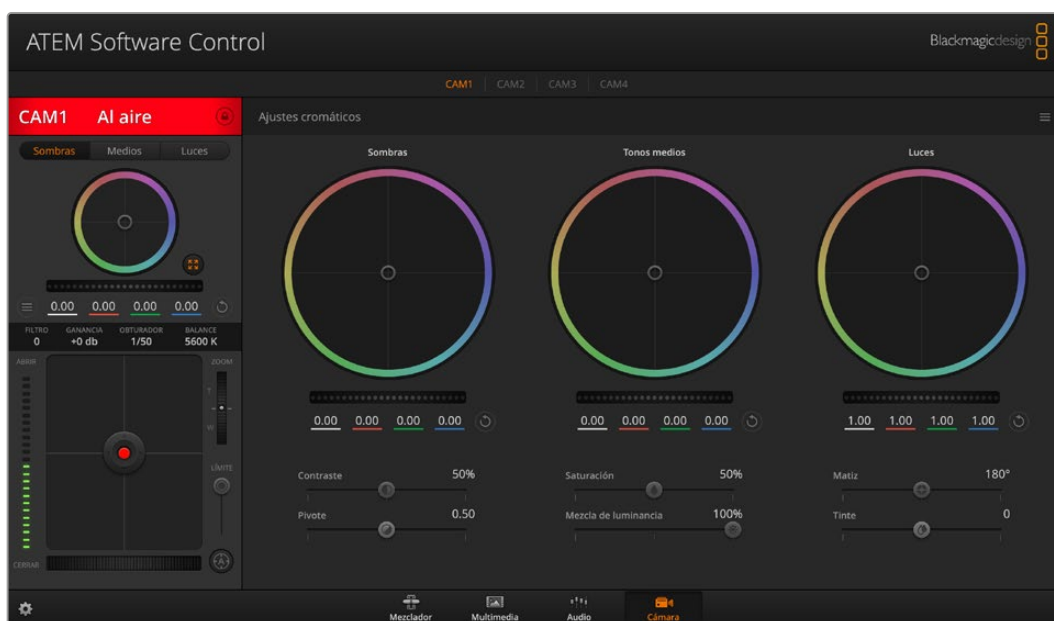 ATEM Software Control
Blackmagicdesign
CAM1 CAM2 CAM3 CAM4
CAM1 Al aire
Ajustes cromáticos
Sombras Medios Luces
0.00 0.00 0.00 0.00
FILTRO GANANCIA OBTURADOR BALANCE
0 +0 db 1/50 5600 K
ABRIR ZOOM
T
W
LÍMITE
A
CERRAR
Sombras Tonos medios Luces
0.00 0.00 0.00 0.00 0.00 0.00 0.00 0.00 1.00 1.00 1.00 1.00
Contraste 50% Saturación 50% Matiz 180°
Pivote 0.50 Mezcla de luminancia 100% Tinte 0
Mezclador Multimedia Audio Cámara